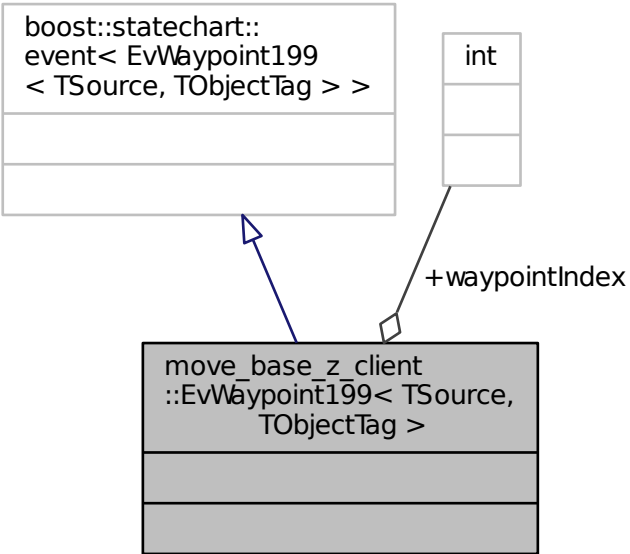 boost::statechart::
event< EvWaypoint199
< TSource, TObjectTag > >
int
+waypointIndex
move_base_z_client
::EvWaypoint199< TSource,
TObjectTag >